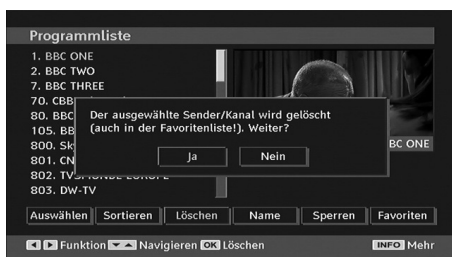 Programmliste
1. BBC ONE
2. BBC TWO
7. BBC THREE
70. CBB
80. BBC
105. BB
800. Sk
801. CN
802. TV5MONDE EUROPE
803. DW-TV
Der ausgewählte Sender/Kanal wird gelöscht
(auch in der Favoritenliste!). Weiter?
Ja Nein
BC ONE
Auswählen Sortieren Löschen Name Sperren Favoriten
Funktion Navigieren OK Löschen INFO Mehr